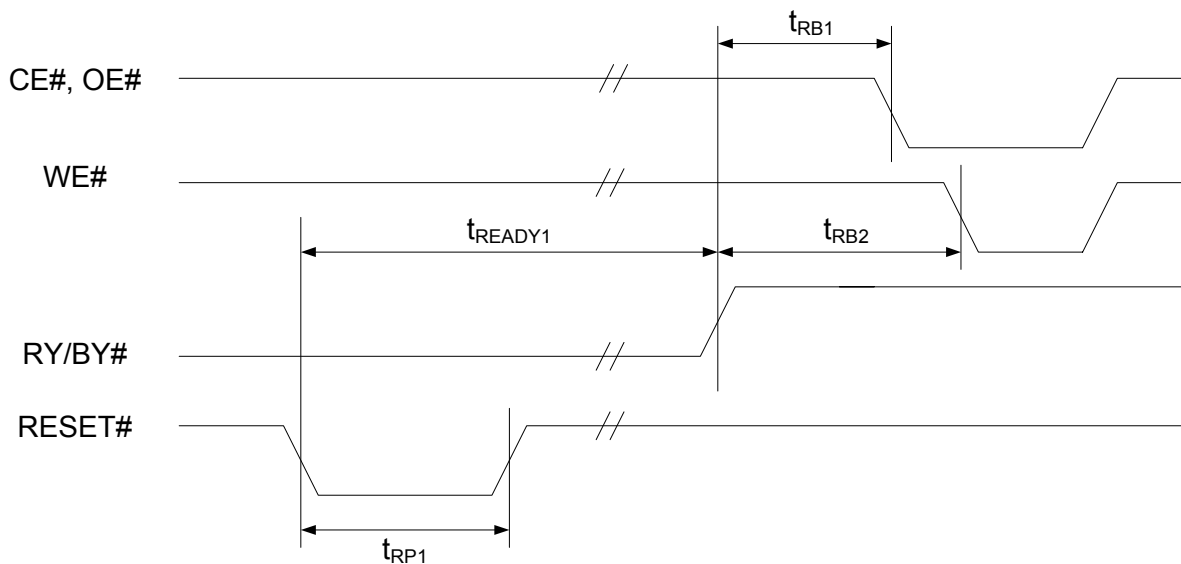 tRB1
CE#, OE#
WE#
tREADY1
tRB2
RY/BY#
RESET#
tRP1